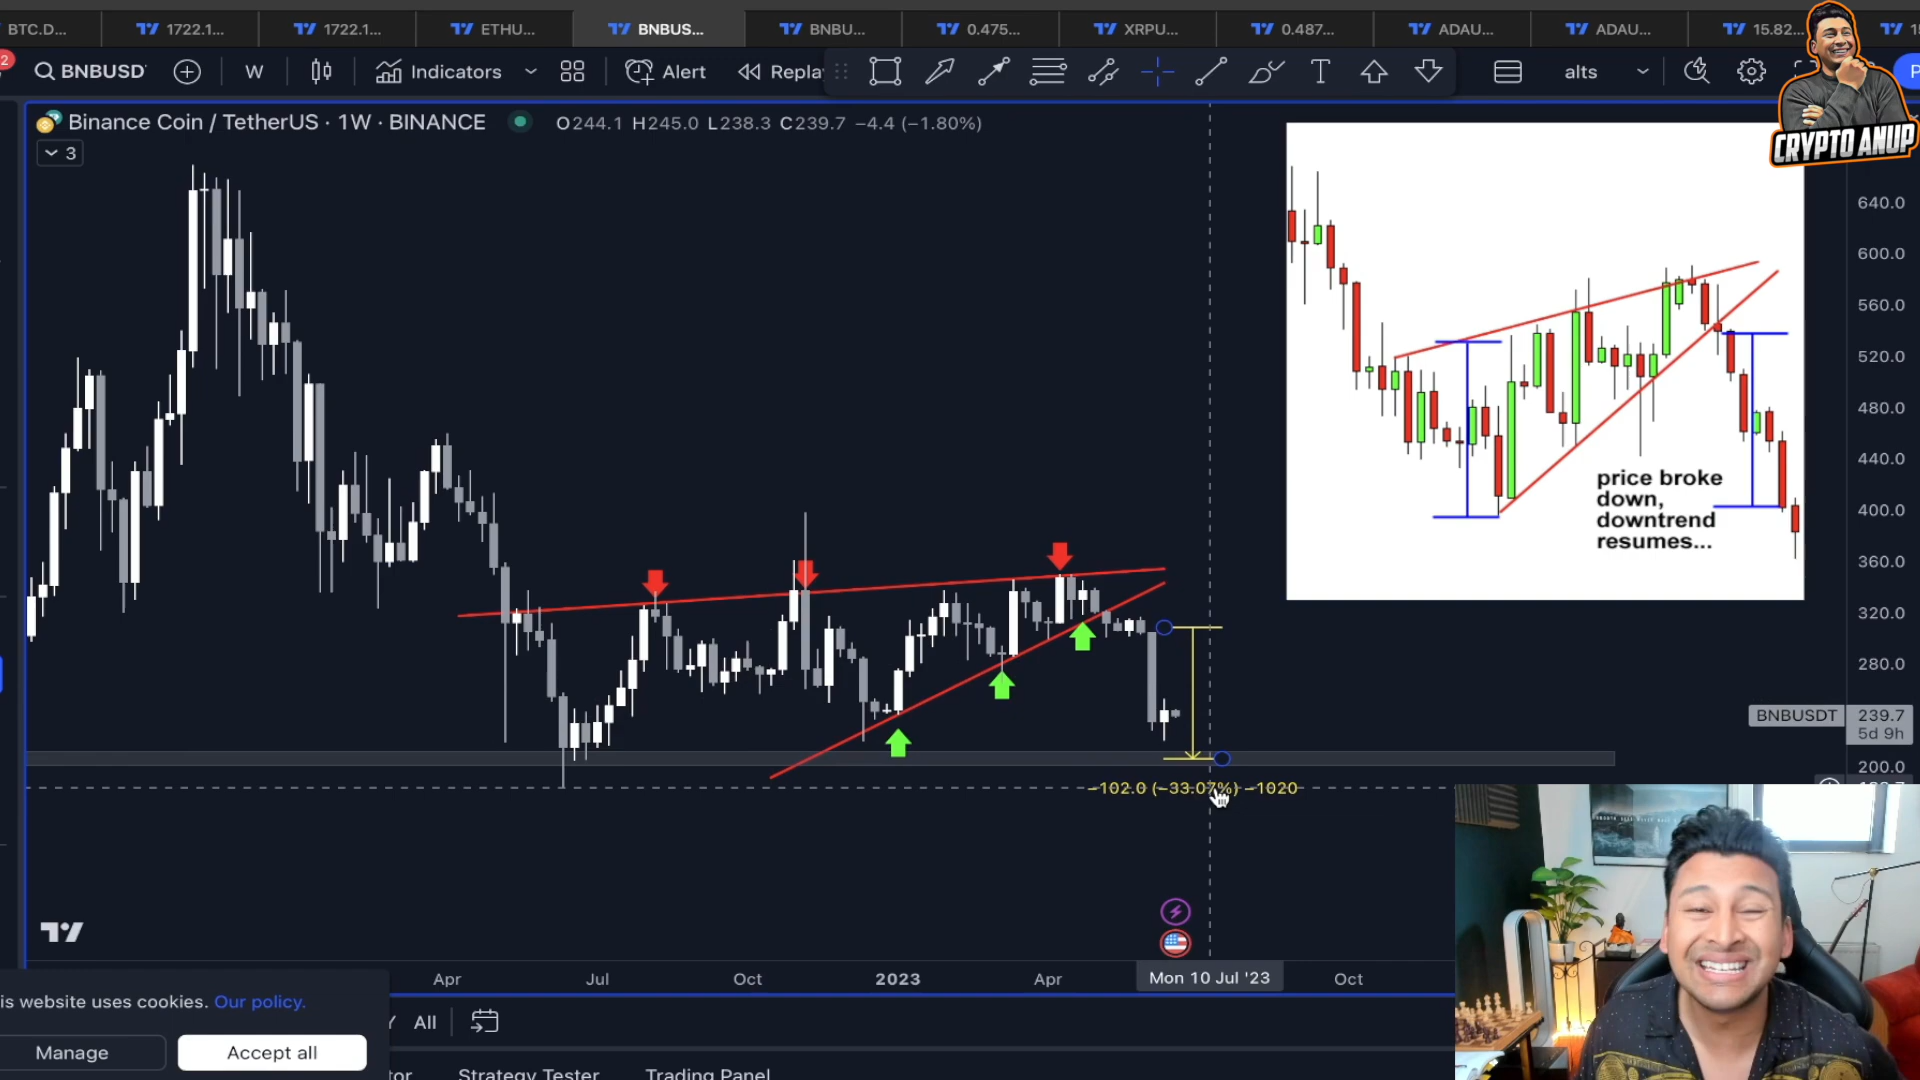 BTC.D...
1722.1...
1722.1...
ETHU...
BNBUS...
BNBU...
0.475...
XRPU...
0.487...
ADAU...
ADAU...
15.82...
2
BNBUSD
W
Indicators
Alert
Repla
alts
P
CRYPTO ANUP
Binance Coin / TetherUS · 1W · BINANCE
O244.1 H245.0 L238.3 C239.7 −4.4 (−1.80%)
3
640.0
600.0
560.0
520.0
480.0
440.0
400.0
360.0
320.0
280.0
price broke
down,
downtrend
resumes...
BNBUSDT
239.7
5d 9h
200.0
−102.0 (−33.07%) −1020
Apr
Jul
Oct
2023
Apr
Mon 10 Jul '23
Oct
is website uses cookies. Our policy.
Manage
Accept all
All
tor
Strategy Tester
Trading Panel